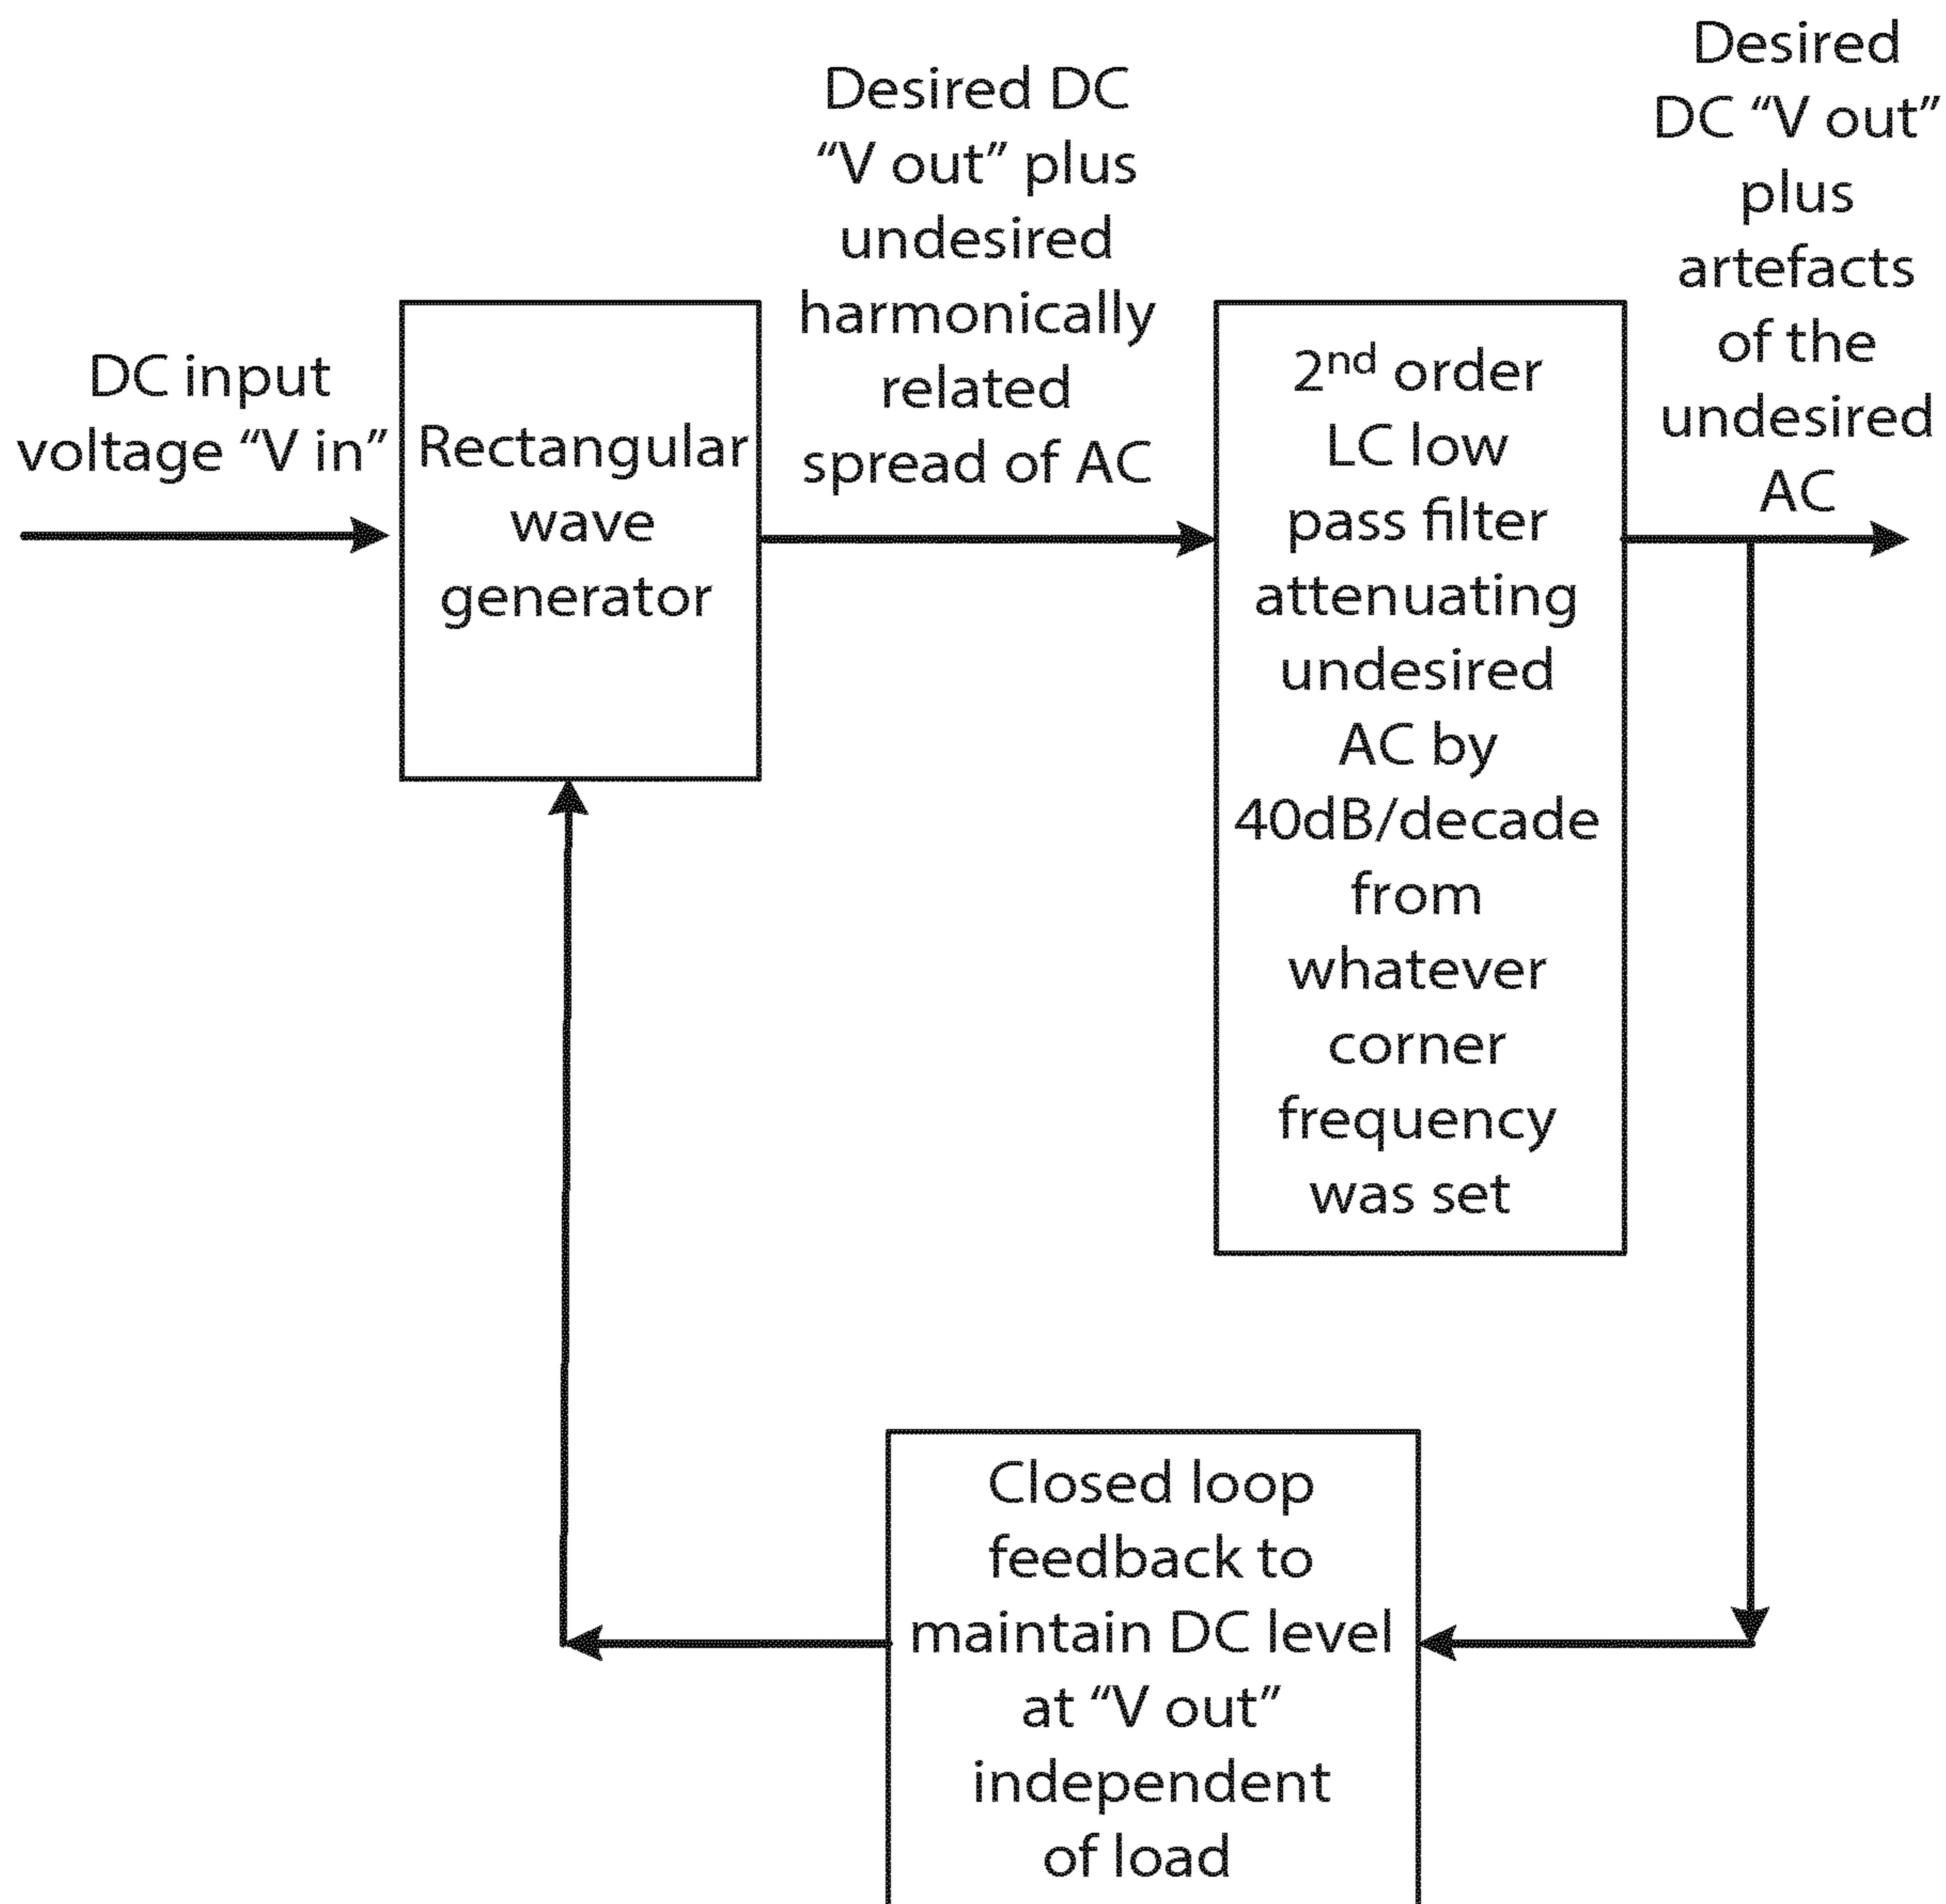 DC input
voltage “V in”
Rectangular
wave
generator
Desired DC
“V out” plus
undesired
harmonically
related
spread of AC
2nd order
LC low
pass filter
attenuating
undesired
AC by
40dB/decade
from
whatever
corner
frequency
was set
Desired
DC “V out”
plus
artefacts
of the
undesired
AC
Closed loop
feedback to
maintain DC level
at “V out”
independent
of load